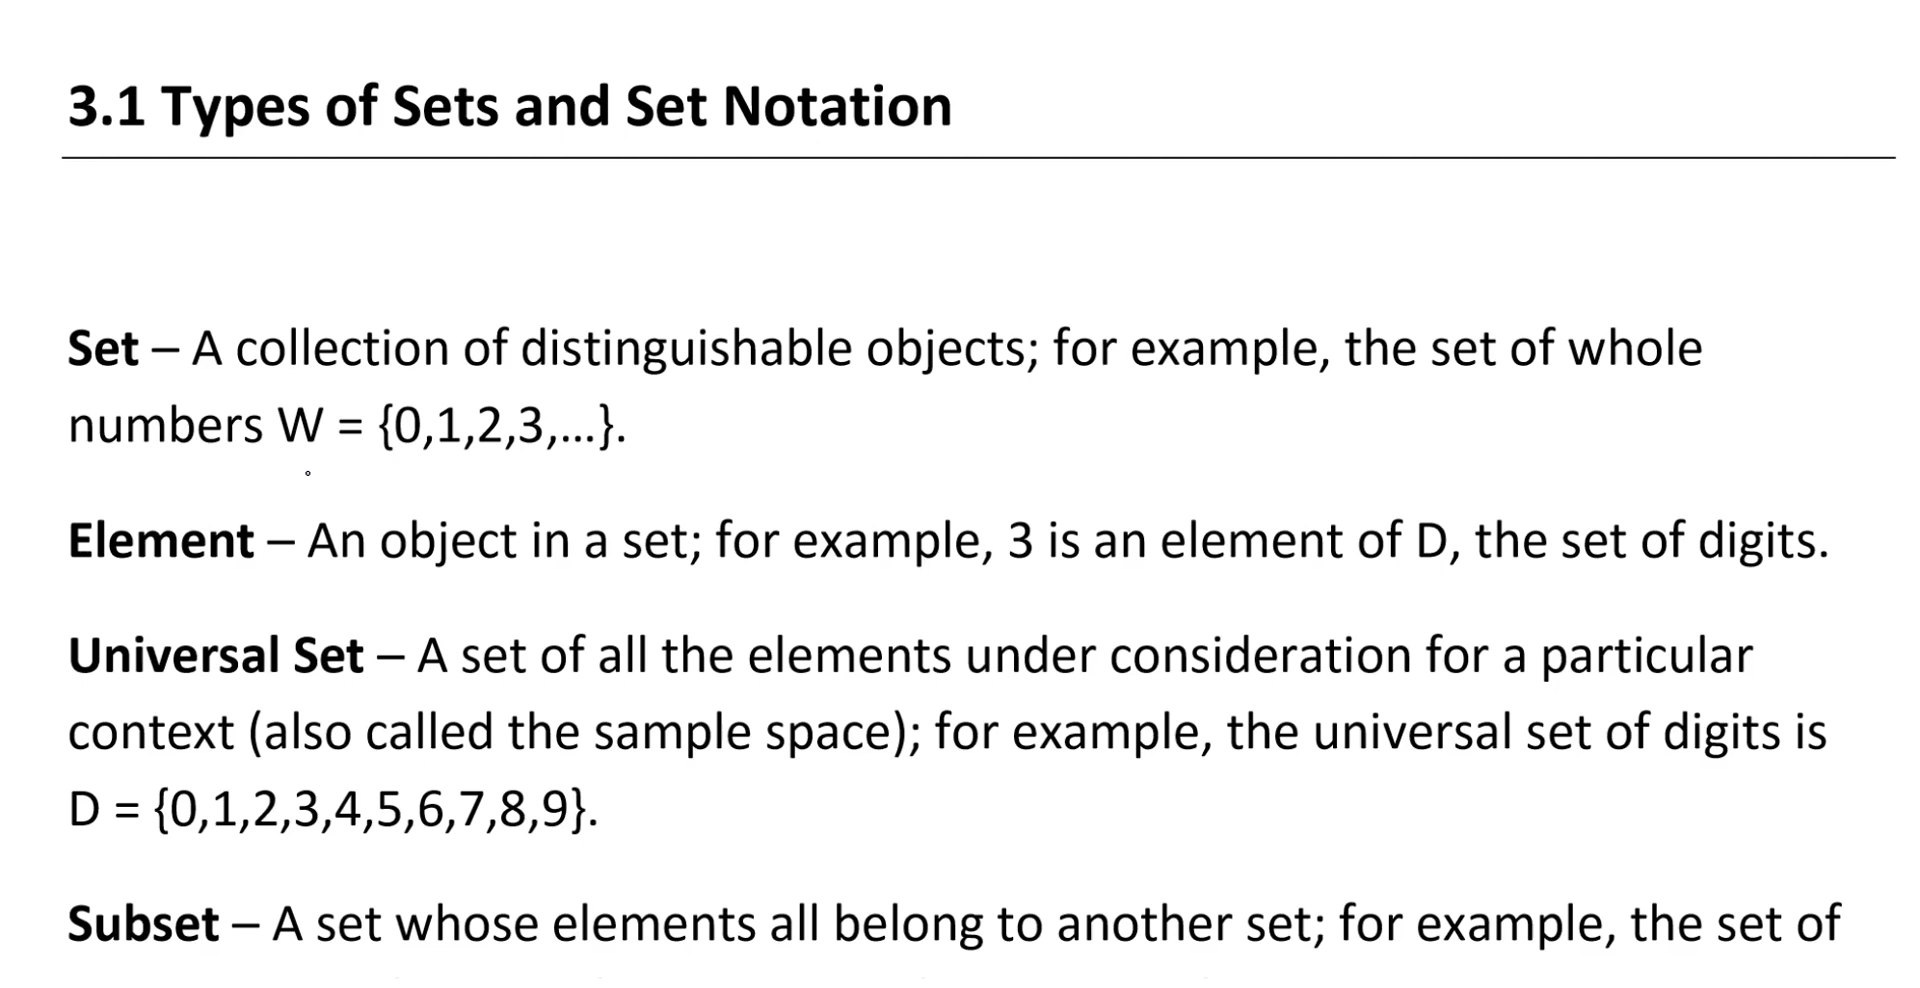 3.1 Types of Sets and Set Notation
Set – A collection of distinguishable objects; for example, the set of whole
numbers W = {0,1,2,3,...}.
Element – An object in a set; for example, 3 is an element of D, the set of digits.
Universal Set – A set of all the elements under consideration for a particular
context (also called the sample space); for example, the universal set of digits is
D = {0,1,2,3,4,5,6,7,8,9}.
Subset – A set whose elements all belong to another set; for example, the set of